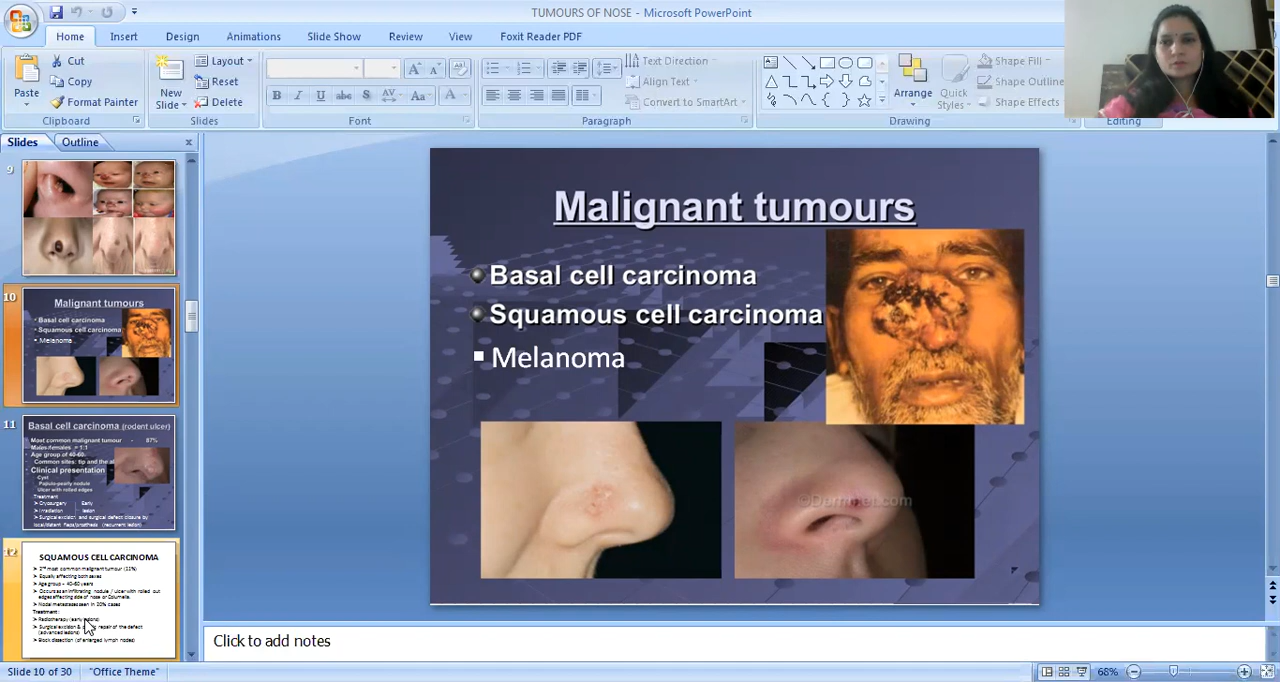 TUMOURS OF NOSE - Microsoft PowerPoint
Home Insert Design Animations Slide Show Review View Foxit Reader PDF
Cut
Copy
Format Painter
Paste
Clipboard
New Slide
Layout
Reset
Delete
Slides
B I U abc S AV Aa A
Font
Text Direction
Align Text
Convert to SmartArt
Paragraph
Arrange
Quick Styles
Shape Fill
Shape Outline
Shape Effects
Drawing
Editing
Slides Outline
9
10
Malignant tumours
Basal cell carcinoma
Squamous cell carcinoma
Melanoma
11
Basal cell carcinoma (rodent ulcer)
Most common malignant tumour - 87%
Males:females = 1:1
Age group of 40-60.
Common sites: tip and the
Clinical presentation
Cyst
Papulo-pearly nodule
Ulcer with rolled edges
Treatment
Cryosurgery Early
Irradiation lesion
Surgical excision and surgical defect closure by
local/distant flaps/prosthesis (recurrent lesion)
12
SQUAMOUS CELL CARCINOMA
2nd most common malignant tumour
Equally affecting both sexes
Age group - 40-60 years
Occurs as an infiltrating nodule / ulcer with rolled out
edges affecting side of nose or Columella
Nodal metastases seen in 20% cases
Treatment:
Radiotherapy (early lesions)
Surgical excision & repair of the defect
(advanced lesions)
Block dissection (of enlarged lymph nodes)
Malignant tumours
Basal cell carcinoma
Squamous cell carcinoma
Melanoma
Click to add notes
Slide 10 of 30 "Office Theme" 68%